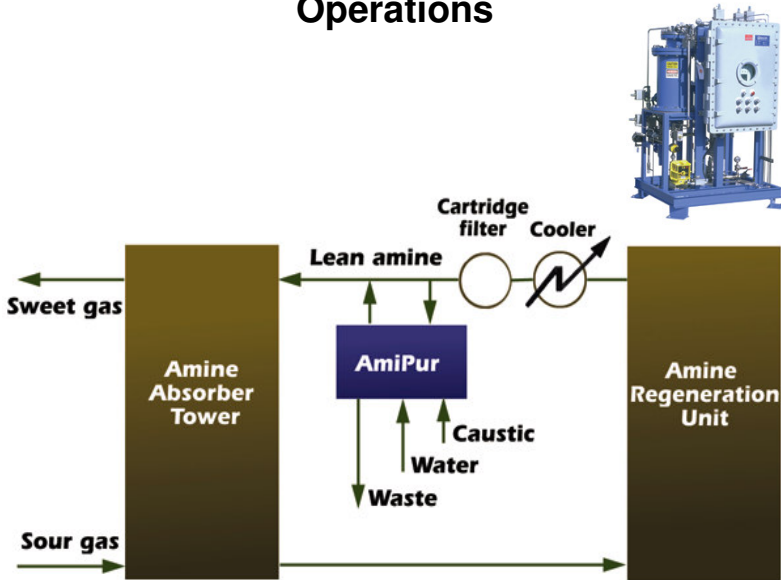 Operations
Cartridge
filter
Cooler
Lean amine
Sweet gas
Amine
Absorber
Tower
AmiPur
Amine
Regeneration
Unit
Caustic
Water
Waste
Sour gas